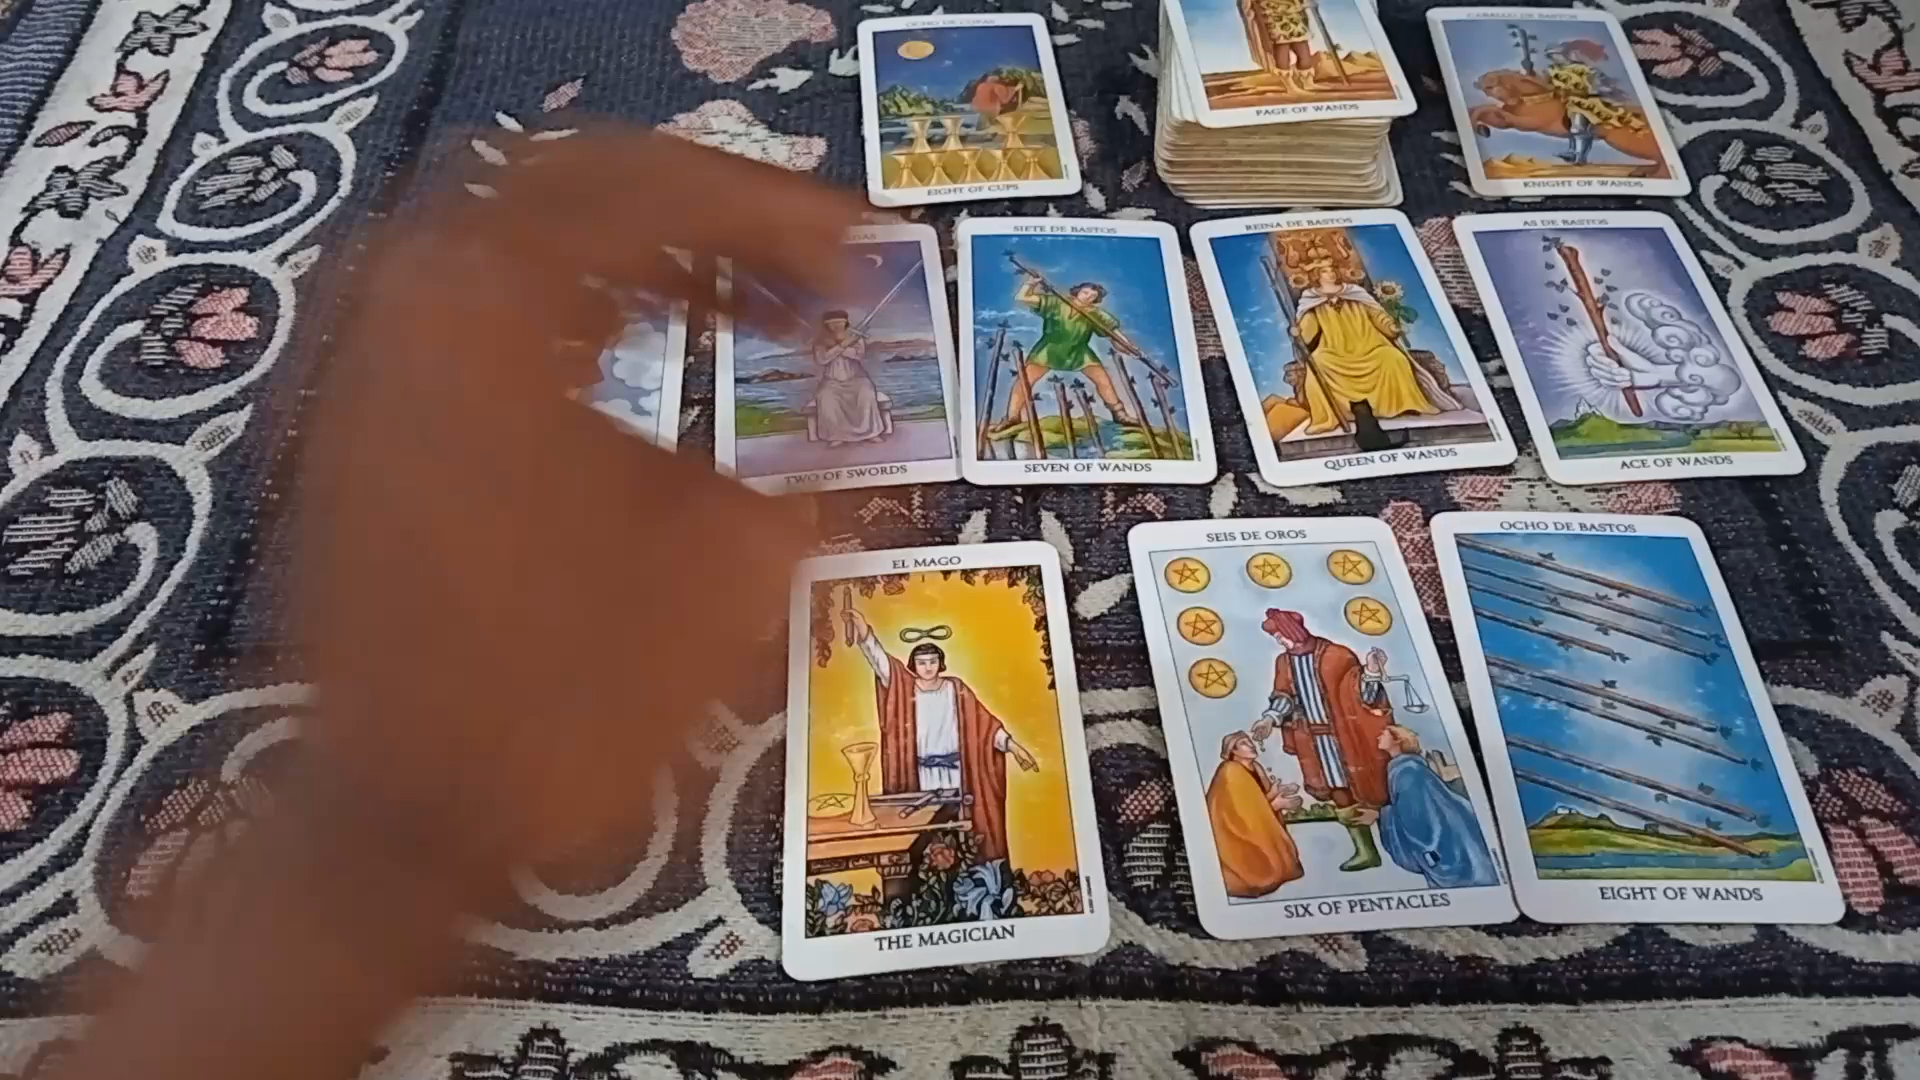 OCHO DE COPAS
EIGHT OF CUPS
PAGE OF WANDS
CABALLO DE BASTOS
KNIGHT OF WANDS
TWO OF SWORDS
SIETE DE BASTOS
SEVEN OF WANDS
REINA DE BASTOS
QUEEN OF WANDS
AS DE BASTOS
ACE OF WANDS
EL MAGO
THE MAGICIAN
SEIS DE OROS
SIX OF PENTACLES
OCHO DE BASTOS
EIGHT OF WANDS